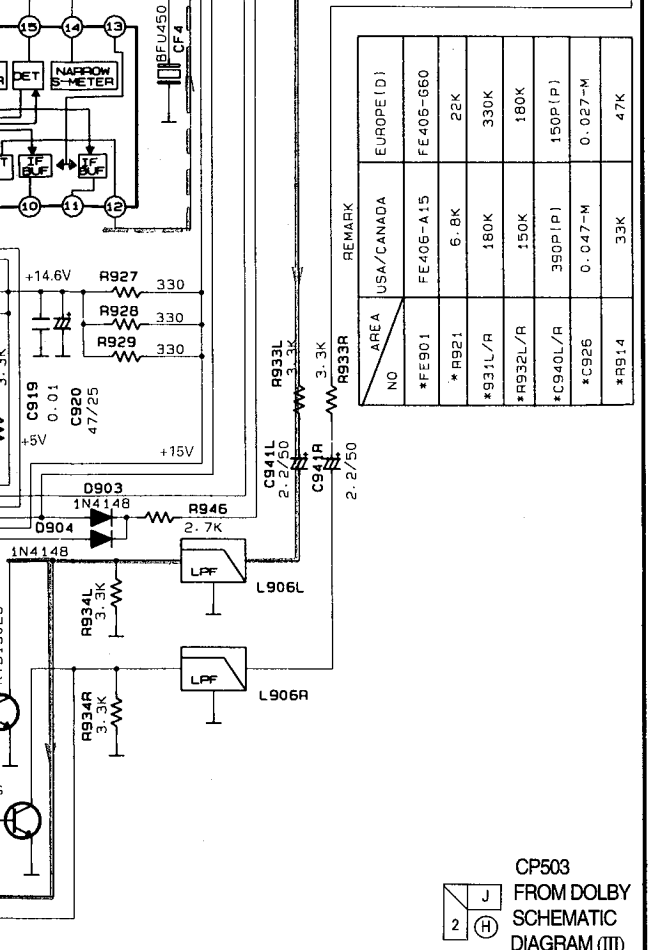 15 14 13
BFU450
CF4
DET
NARROW
S-METER
IF
BUF
IF
BUF
10 11 12
+14.6V
R927
330
R928
330
R929
330
C919
0.01
C920
47/25
3.3K
+5V
+15V
R933L
3.3K
3.3K
R933R
C941L
2.2/50
C941R
2.2/50
D903
1N4148
D904
1N4148
R946
2.7K
LPF
L906L
R934L
3.3K
LPF
L906R
R934R
3.3K
REMARK
AREA
NO
USA/CANADA
EUROPE(D)
*FE901
FE406-A15
FE406-G60
*R921
6.8K
22K
*931L/R
180K
330K
*R932L/R
150K
180K
*C940L/R
390P(P)
150P(P)
*C926
0.047-M
0.027-M
*R914
33K
47K
CP503
J
FROM DOLBY
2
H
SCHEMATIC
DIAGRAM (III)